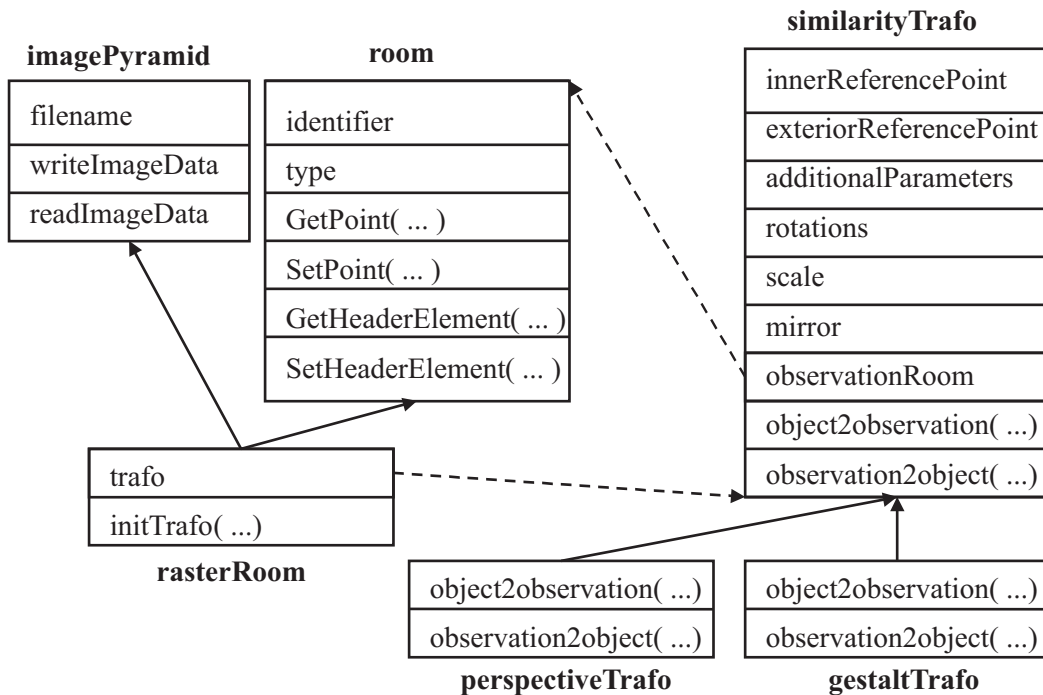 imagePyramid
filename
writeImageData
readImageData
room
identifier
type
GetPoint( ... )
SetPoint( ... )
GetHeaderElement( ... )
SetHeaderElement( ... )
similarityTrafo
innerReferencePoint
exteriorReferencePoint
additionalParameters
rotations
scale
mirror
observationRoom
object2observation( ...)
observation2object( ...)
trafo
initTrafo( ...)
rasterRoom
object2observation( ...)
observation2object( ...)
perspectiveTrafo
object2observation( ...)
observation2object( ...)
gestaltTrafo